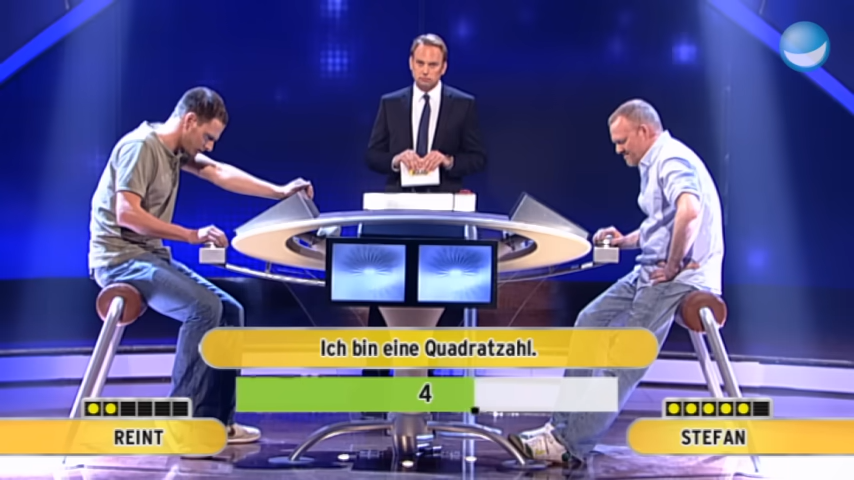 Ich bin eine Quadratzahl.
4
REINT
STEFAN